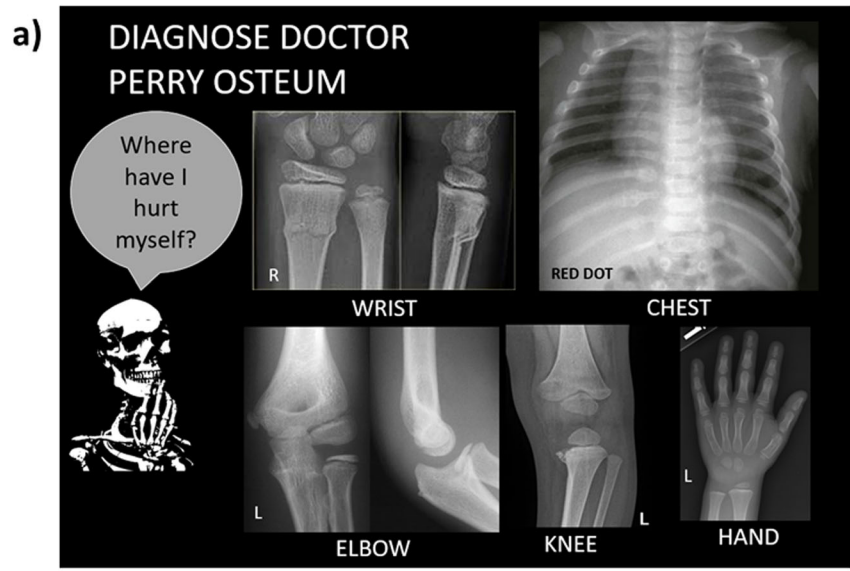 a)
DIAGNOSE DOCTOR
PERRY OSTEUM
Where
have I
hurt
myself?
R
WRIST
RED DOT
CHEST
L
ELBOW
L
KNEE
L
HAND